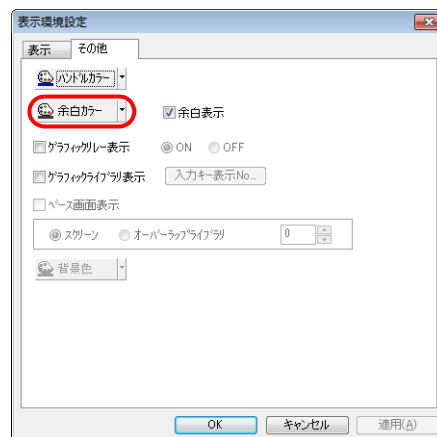 表示環境設定
表示 その他
ハンドルカラー
余白カラー 余白表示
グラフィックリレー表示 ON OFF
グラフィックライブラリ表示 入力キー表示No...
ベース画面表示
スクリーン オーバーラップライブラリ 0
背景色
OK キャンセル 適用(A)